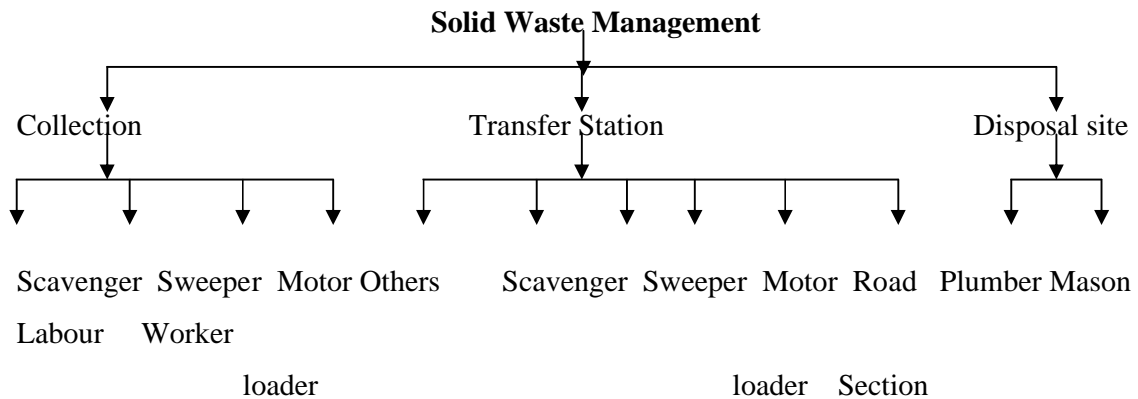 Solid Waste Management
Collection Transfer Station Disposal site
Scavenger Sweeper Motor Others Scavenger Sweeper Motor Road Plumber Mason
Labour Worker
loader loader Section